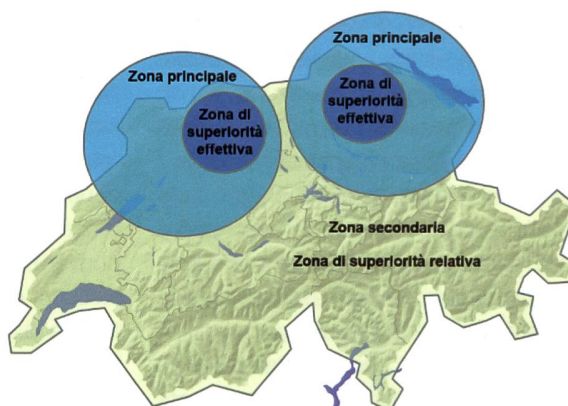 Zona principale
Zona di
superiorità
effettiva
Zona principale
Zona di
superiorità
effettiva
Zona secondaria
Zona di superiorità relativa